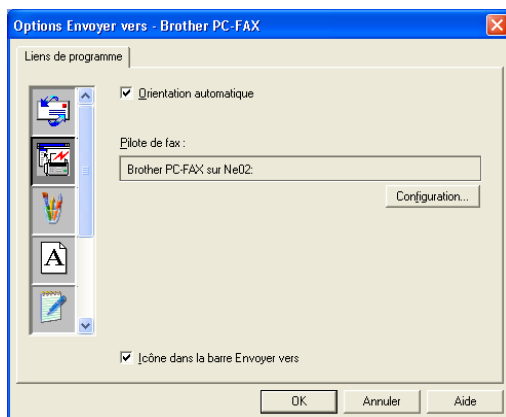 Options Envoyer vers - Brother PC-FAX
Liens de programme
Orientation automatique
Pilote de fax :
Brother PC-FAX sur Ne02:
Configuration...
A
Icône dans la barre Envoyer vers
OK
Annuler
Aide